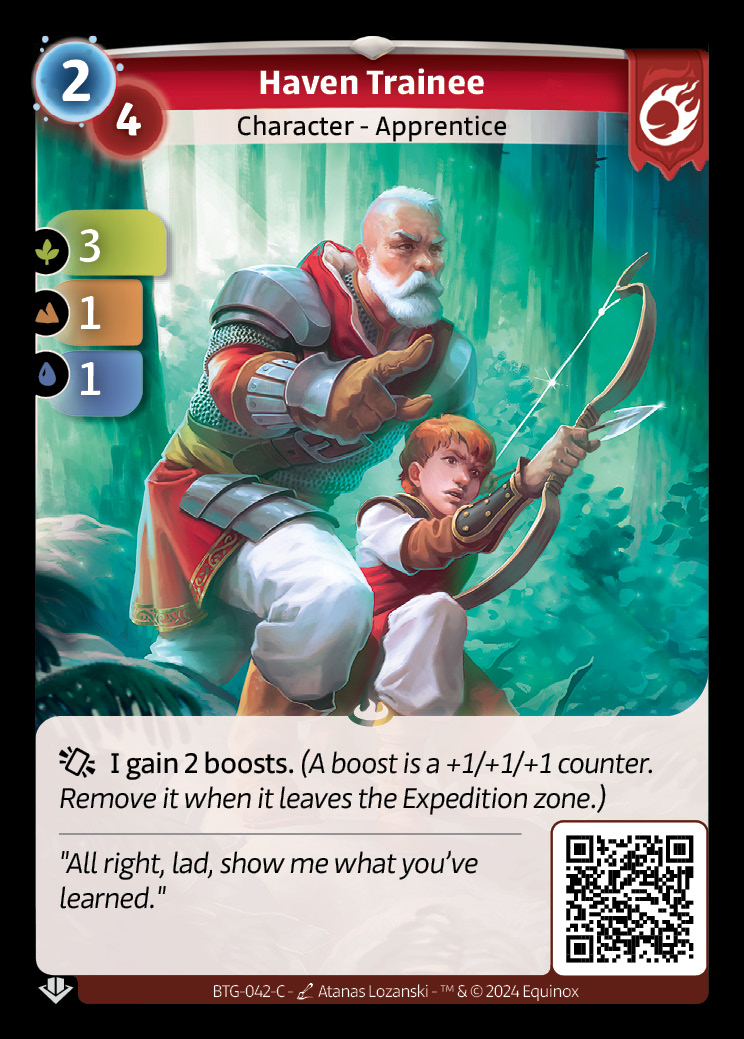 2
Haven Trainee
4
Character - Apprentice
3
1
1
I gain 2 boosts. (A boost is a +1/+1/+1 counter.
Remove it when it leaves the Expedition zone.)
"All right, lad, show me what you've
learned."
BTG-042-C - Atanas Lozanski - ™ & © 2024 Equinox